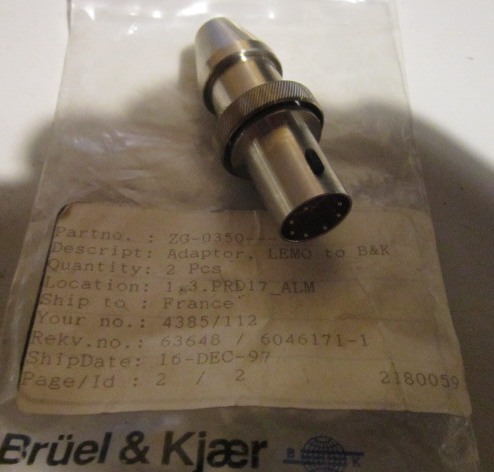 Partno. : ZG-0350---
Descript: Adaptor, LEMO to B&K
Quantity: 2 Pcs
Location: 1.3.PRD17_ALM
Ship to : France
Your no.: 4385/112
Rekv.no.: 63648 / 6046171-1
ShipDate: 16-DEC-97
Page/Id : 2 / 2 2180059
Brüel & Kjær B K